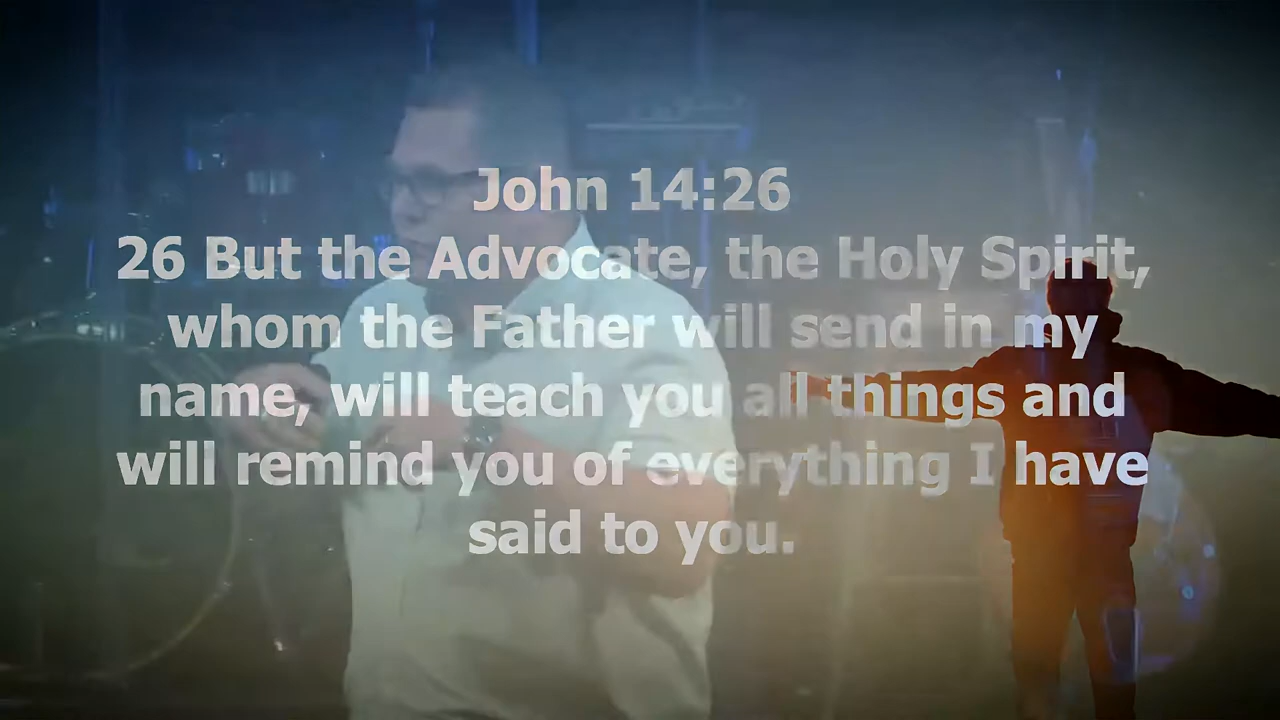 John 14:26
26 But the Advocate, the Holy Spirit,
whom the Father will send in my
name, will teach you all things and
will remind you of everything I have
said to you.